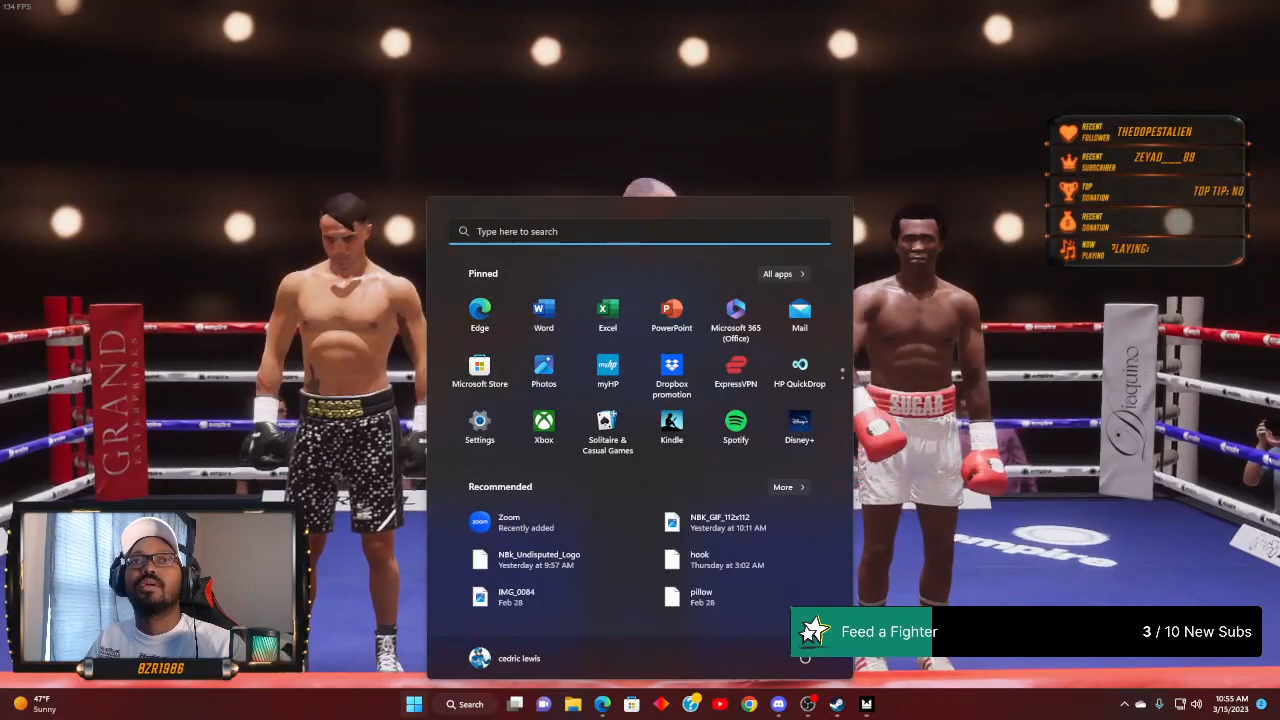 134 FPS
RECENT FOLLOWER THEDOPESTALIEN
RECENT SUBSCRIBER ZEYAD___89
TOP DONATION TOP TIP: NO
RECENT DONATION
NOW PLAYING PLAYING:
Type here to search
Pinned
All apps
Edge
Word
Excel
PowerPoint
Microsoft 365 (Office)
Mail
Microsoft Store
Photos
myHP
Dropbox promotion
ExpressVPN
HP QuickDrop
Settings
Xbox
Solitaire & Casual Games
Kindle
Spotify
Disney+
Recommended
More
Zoom
Recently added
NBK_GIF_112x112
Yesterday at 10:11 AM
NBk_Undisputed_Logo
Yesterday at 9:57 AM
hook
Thursday at 3:02 AM
IMG_0084
Feb 28
pillow
Feb 28
cedric lewis
GRAND
ENTERPRISES
SUGAR
Diaquino
empire
Feed a Fighter
3 / 10 New Subs
BZR1986
47°F
Sunny
Search
10:55 AM
3/15/2023
2